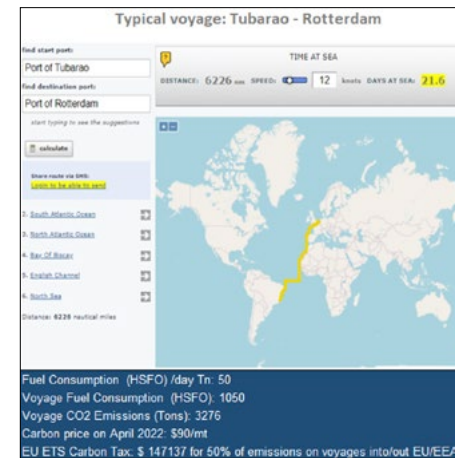 Typical voyage: Tubarao - Rotterdam
find start port:
Port of Tubarao
find destination port:
Port of Rotterdam
start typing to see the suggestions
calculate
Share route via SMS:
Login to be able to send
2. South Atlantic Ocean
3. North Atlantic Ocean
4. Bay Of Biscay
5. English Channel
6. North Sea
Distance: 6226 nautical miles
TIME AT SEA
DISTANCE: 6226 nm SPEED: 12 knots DAYS AT SEA: 21.6
Fuel Consumption (HSFO) /day Tn: 50
Voyage Fuel Consumption (HSFO): 1050
Voyage CO2 Emissions (Tons): 3276
Carbon price on April 2022: $90/mt
EU ETS Carbon Tax: $ 147137 for 50% of emissions on voyages into/out EU/EEA